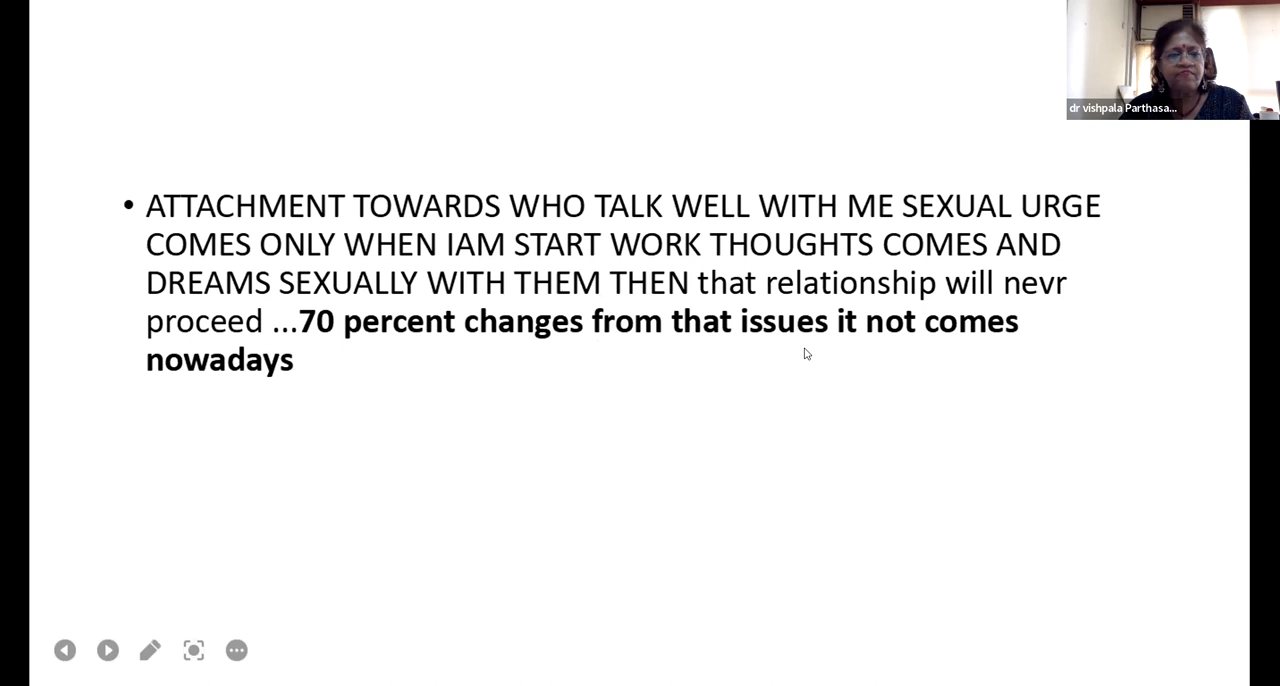 dr vishpala Parthasa...
• ATTACHMENT TOWARDS WHO TALK WELL WITH ME SEXUAL URGE
COMES ONLY WHEN IAM START WORK THOUGHTS COMES AND
DREAMS SEXUALLY WITH THEM THEN that relationship will nevr
proceed ...70 percent changes from that issues it not comes
nowadays